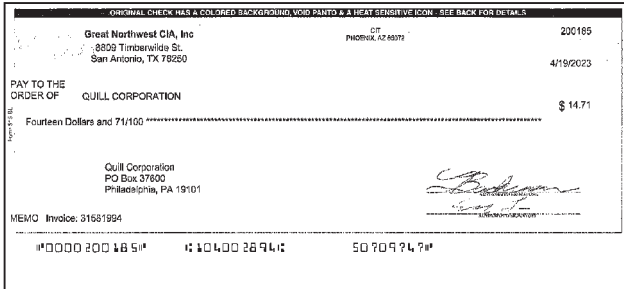 ORIGINAL CHECK HAS A COLORED BACKGROUND, VOID PANTO & A HEAT SENSITIVE ICON - SEE BACK FOR DETAILS
Great Northwest CIA, Inc
8809 Timberwilde St.
San Antonio, TX 78250
CIT
PHOENIX, AZ
200185
4/19/2023
PAY TO THE
ORDER OF QUILL CORPORATION
$ 14.71
Fourteen Dollars and 71/100
Quill Corporation
PO Box 37600
Philadelphia, PA 19101
MEMO Invoice: 31581994
⑈0000200185⑈ ⑆104002894⑆ 50709747⑈